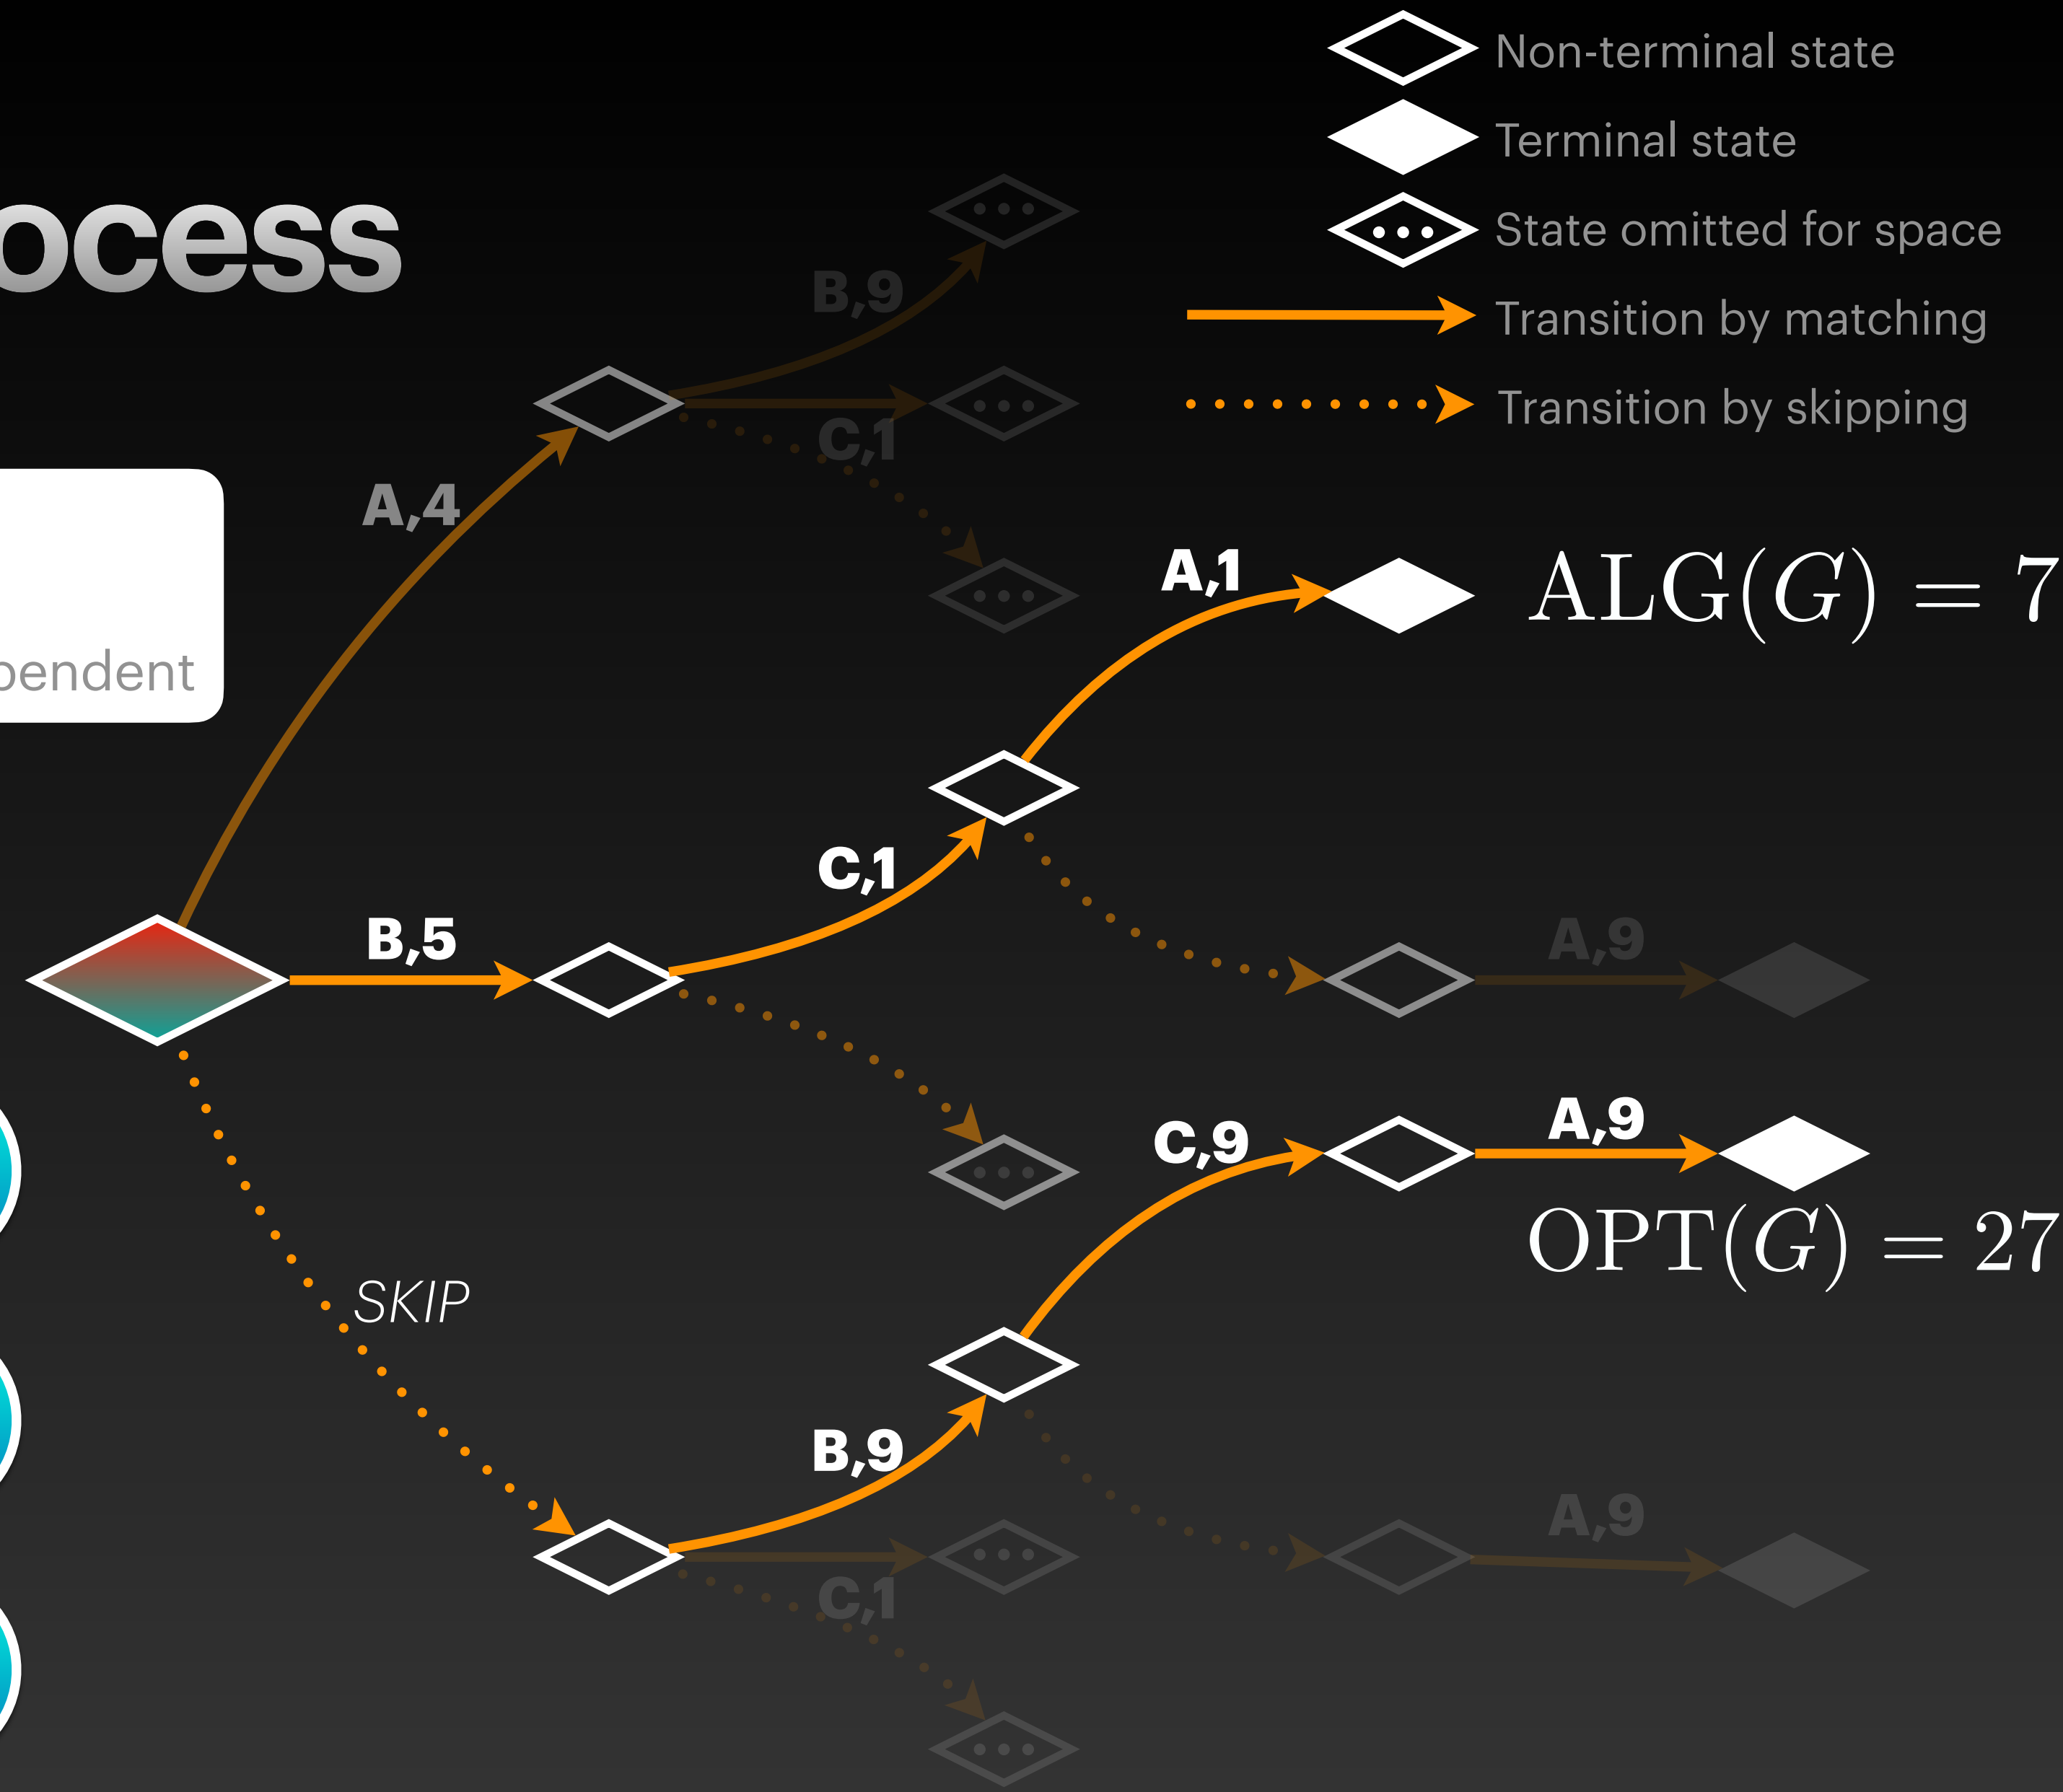 Non-terminal state
Terminal state
State omitted for space
Transition by matching
Transition by skipping
ocess
pendent
B,9
C,1
A,4
A,1
ALG(G) = 7
C,1
B,5
A,9
C,9
A,9
OPT(G) = 27
SKIP
B,9
A,9
C,1